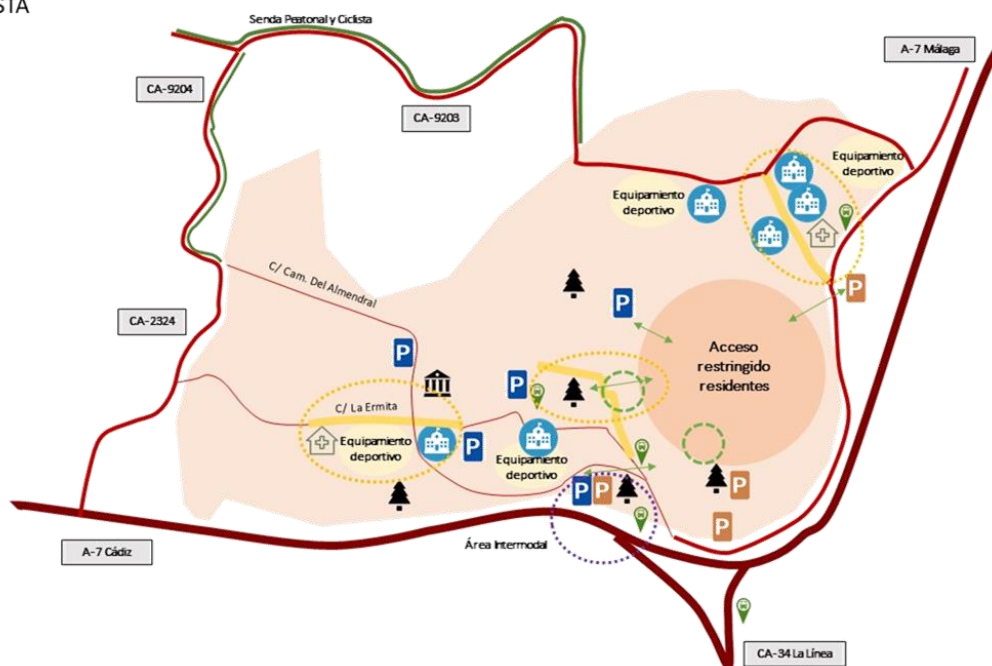 STA
Senda Peatonal y Ciclista
A-7 Málaga
CA-9204
CA-9203
Equipamiento
deportivo
Equipamiento
deportivo
C/ Cam. Del Almendral
P
P
CA-2324
P
Acceso
restringido
residentes
P
C/ La Ermita
Equipamiento
deportivo
P
Equipamiento
deportivo
P
P
P
P
Área Intermodal
A-7 Cádiz
CA-34 La Línea